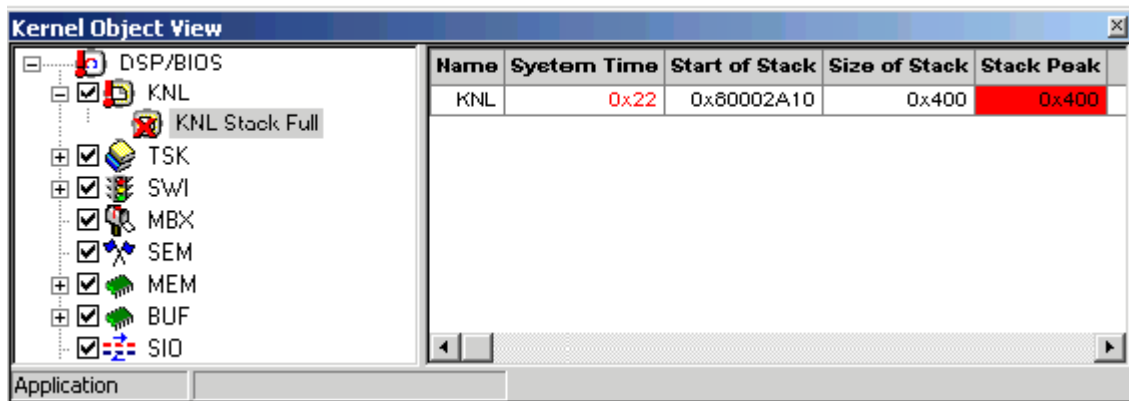 Kernel Object View
DSP/BIOS
KNL
KNL Stack Full
TSK
SWI
MBX
SEM
MEM
BUF
SIO
Name System Time Start of Stack Size of Stack Stack Peak
KNL 0x22 0x80002A10 0x400 0x400
Application